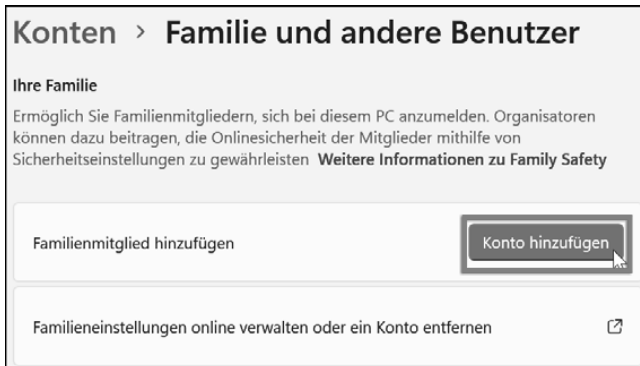 Konten > Familie und andere Benutzer
Ihre Familie
Ermöglich Sie Familienmitgliedern, sich bei diesem PC anzumelden. Organisatoren
können dazu beitragen, die Onlinesicherheit der Mitglieder mithilfe von
Sicherheitseinstellungen zu gewährleisten Weitere Informationen zu Family Safety
Familienmitglied hinzufügen Konto hinzufügen
Familieneinstellungen online verwalten oder ein Konto entfernen